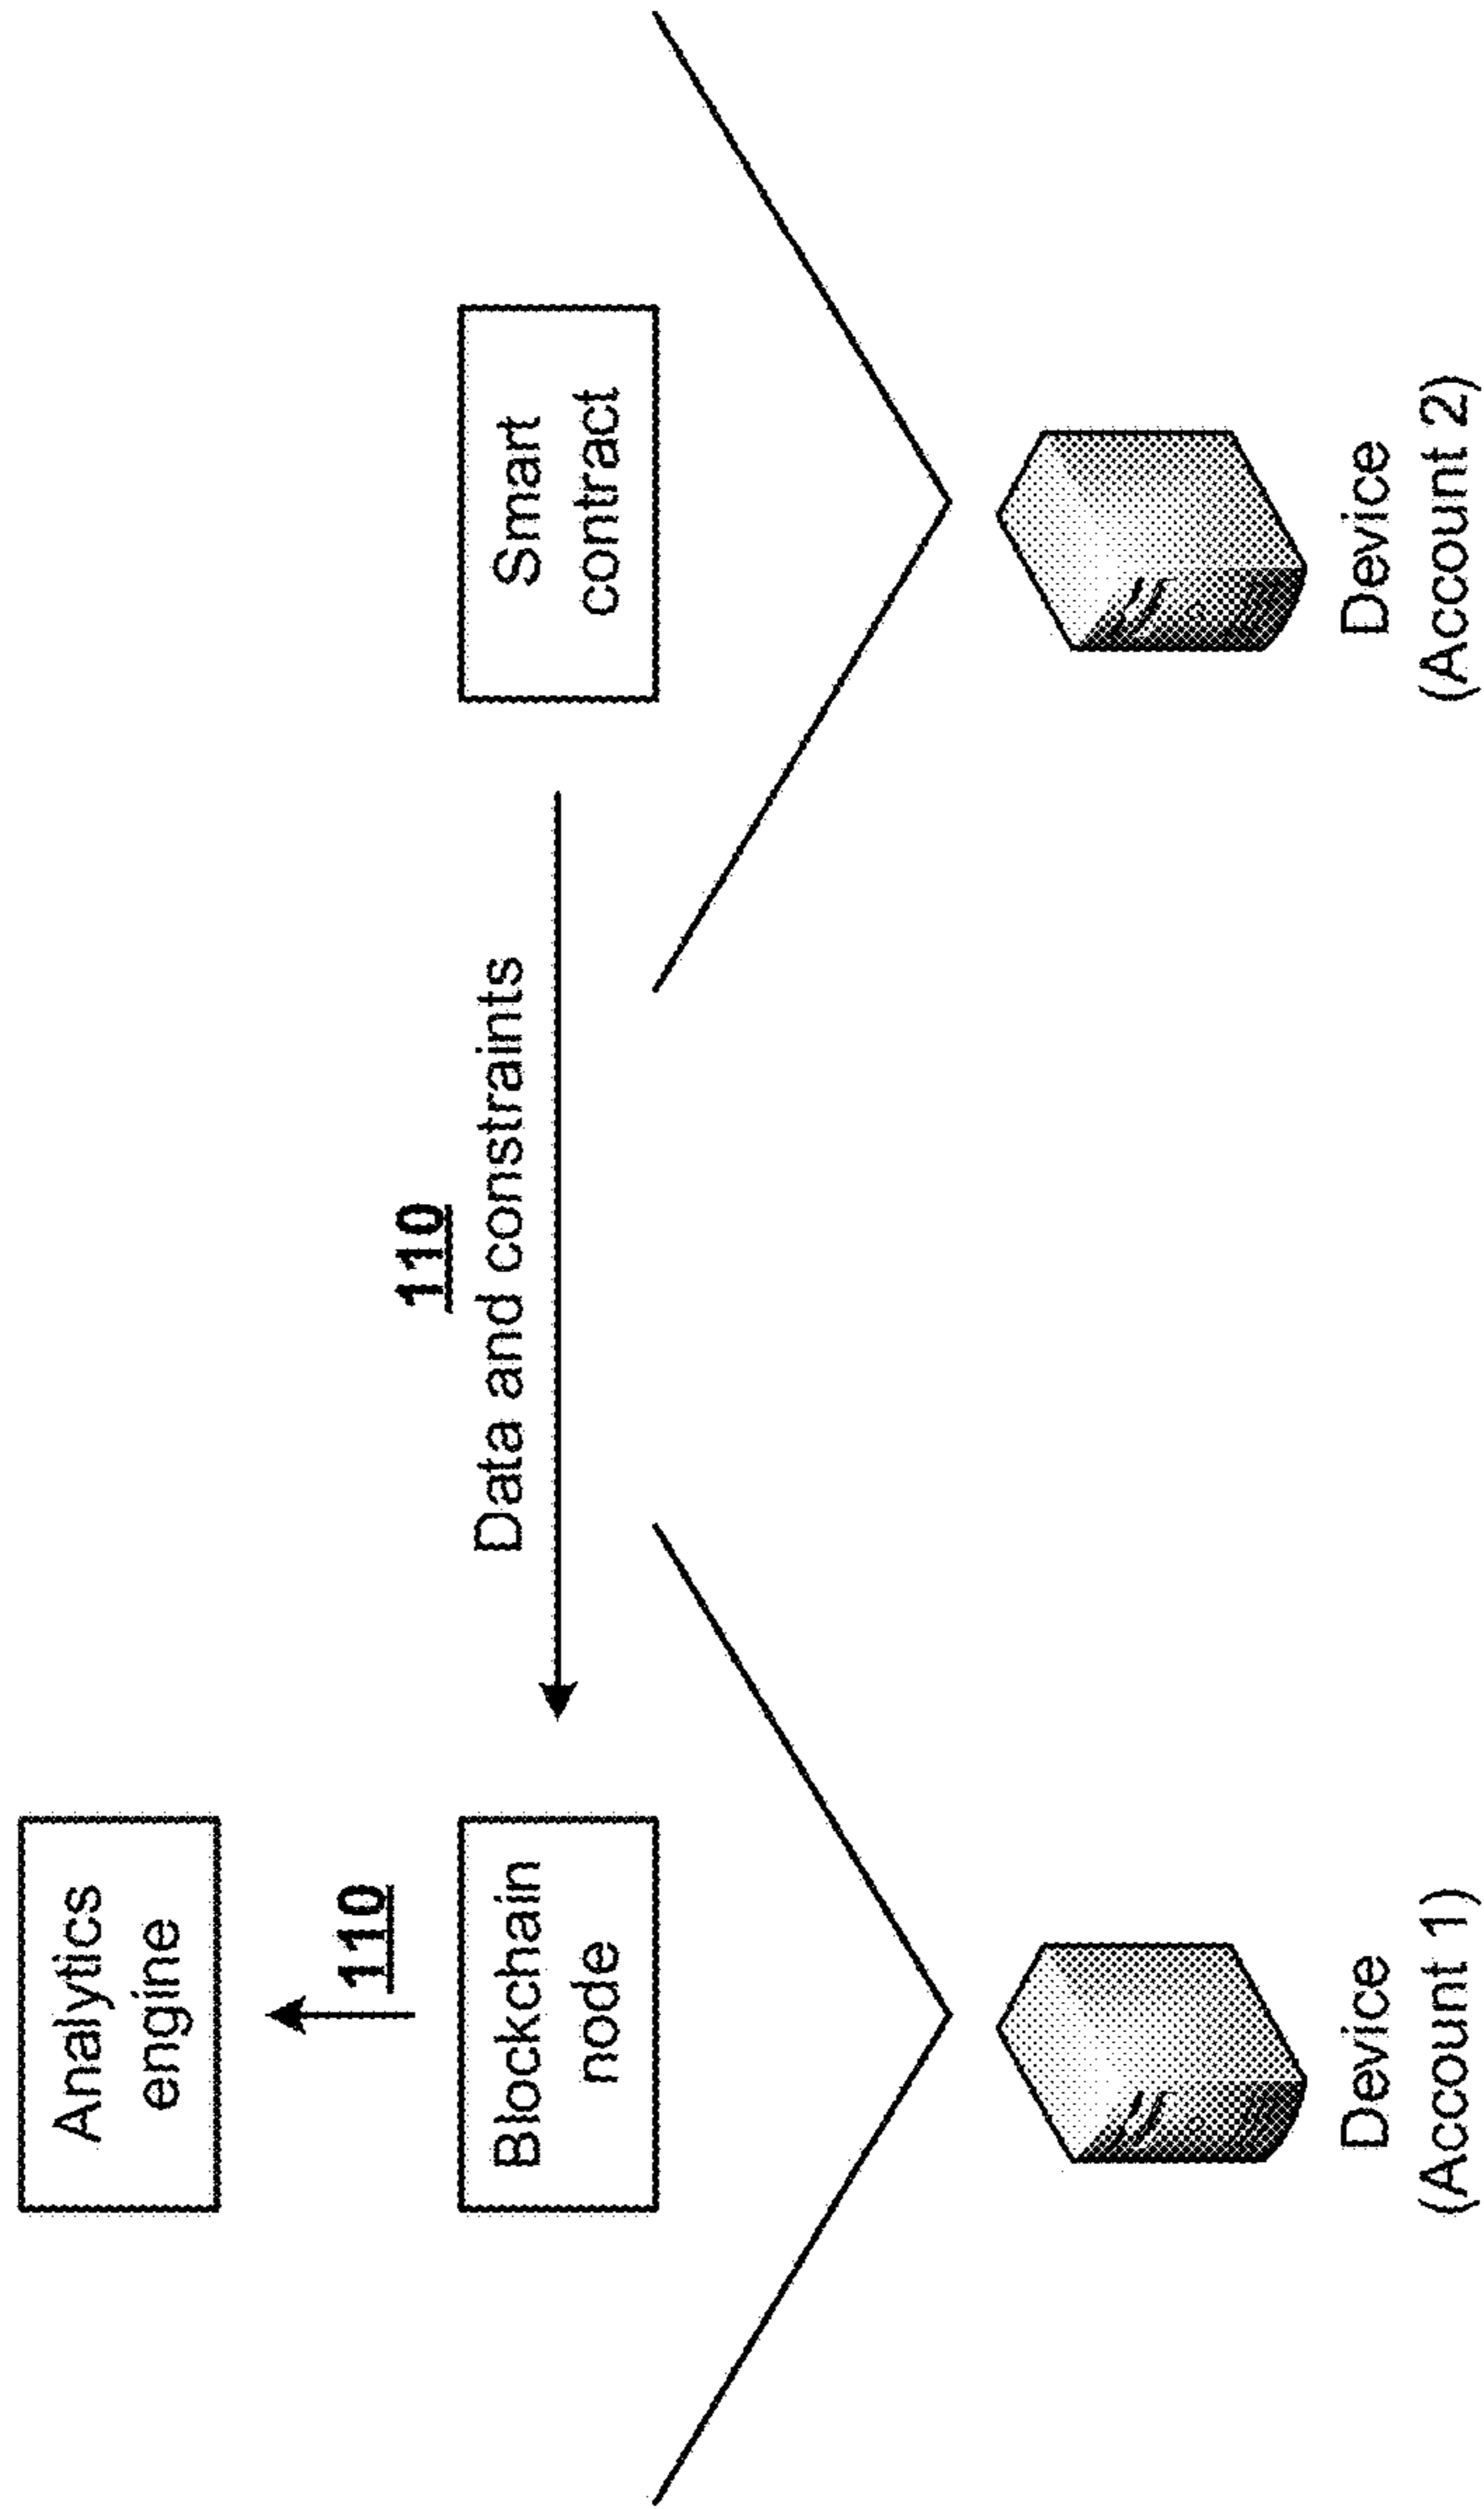 Analytics
engine
110
110
Data and constraints
Blockchain
node
Smart
contract
Device
(Account 1)
Device
(Account 2)